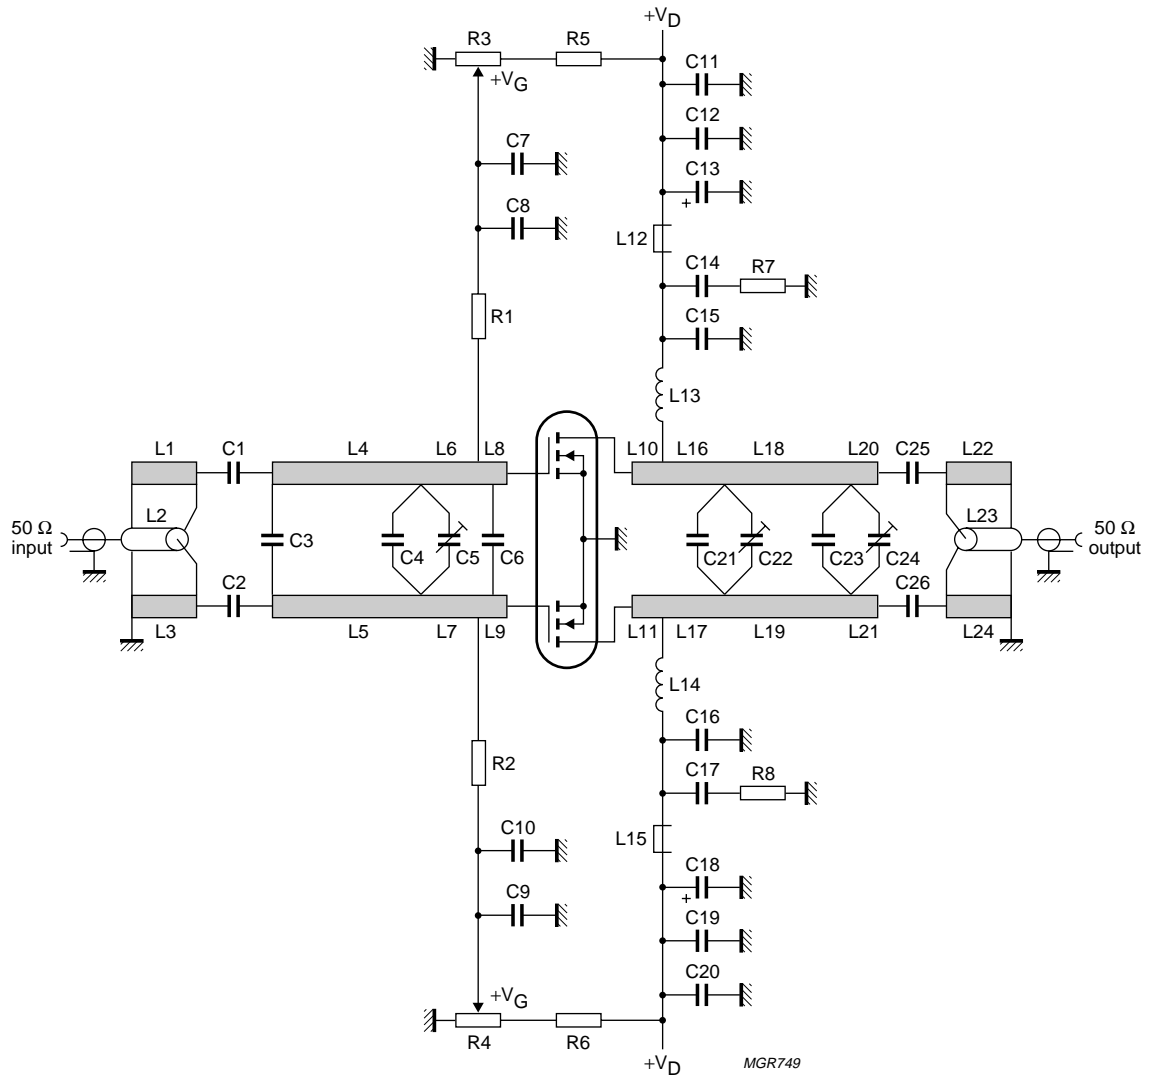 +VD
R3
R5
+VG
C11
C12
C7
C13
+
C8
L12
C14
R7
R1
C15
L13
L1
C1
L4
L6
L8
L10
L16
L18
L20
C25
L22
50 Ω
input
L2
C3
C4
C5
C6
C21
C22
C23
C24
L23
50 Ω
output
C2
C26
L3
L5
L7
L9
L11
L17
L19
L21
L24
L14
C16
R2
C17
R8
C10
L15
C18
+
C9
C19
C20
+VG
R4
R6
+VD
MGR749